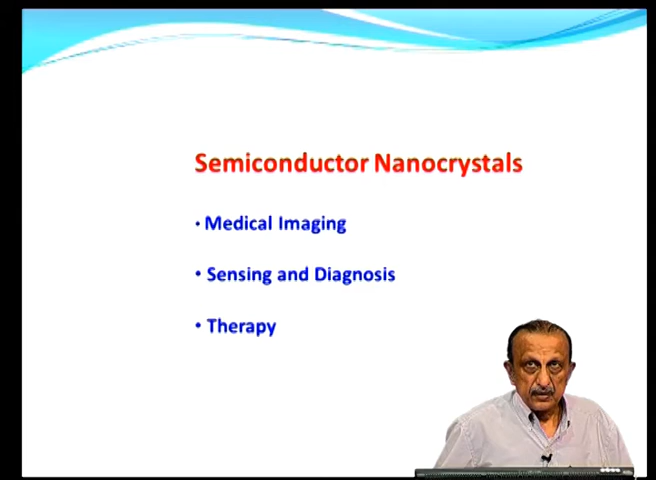 Semiconductor Nanocrystals
• Medical Imaging
• Sensing and Diagnosis
• Therapy